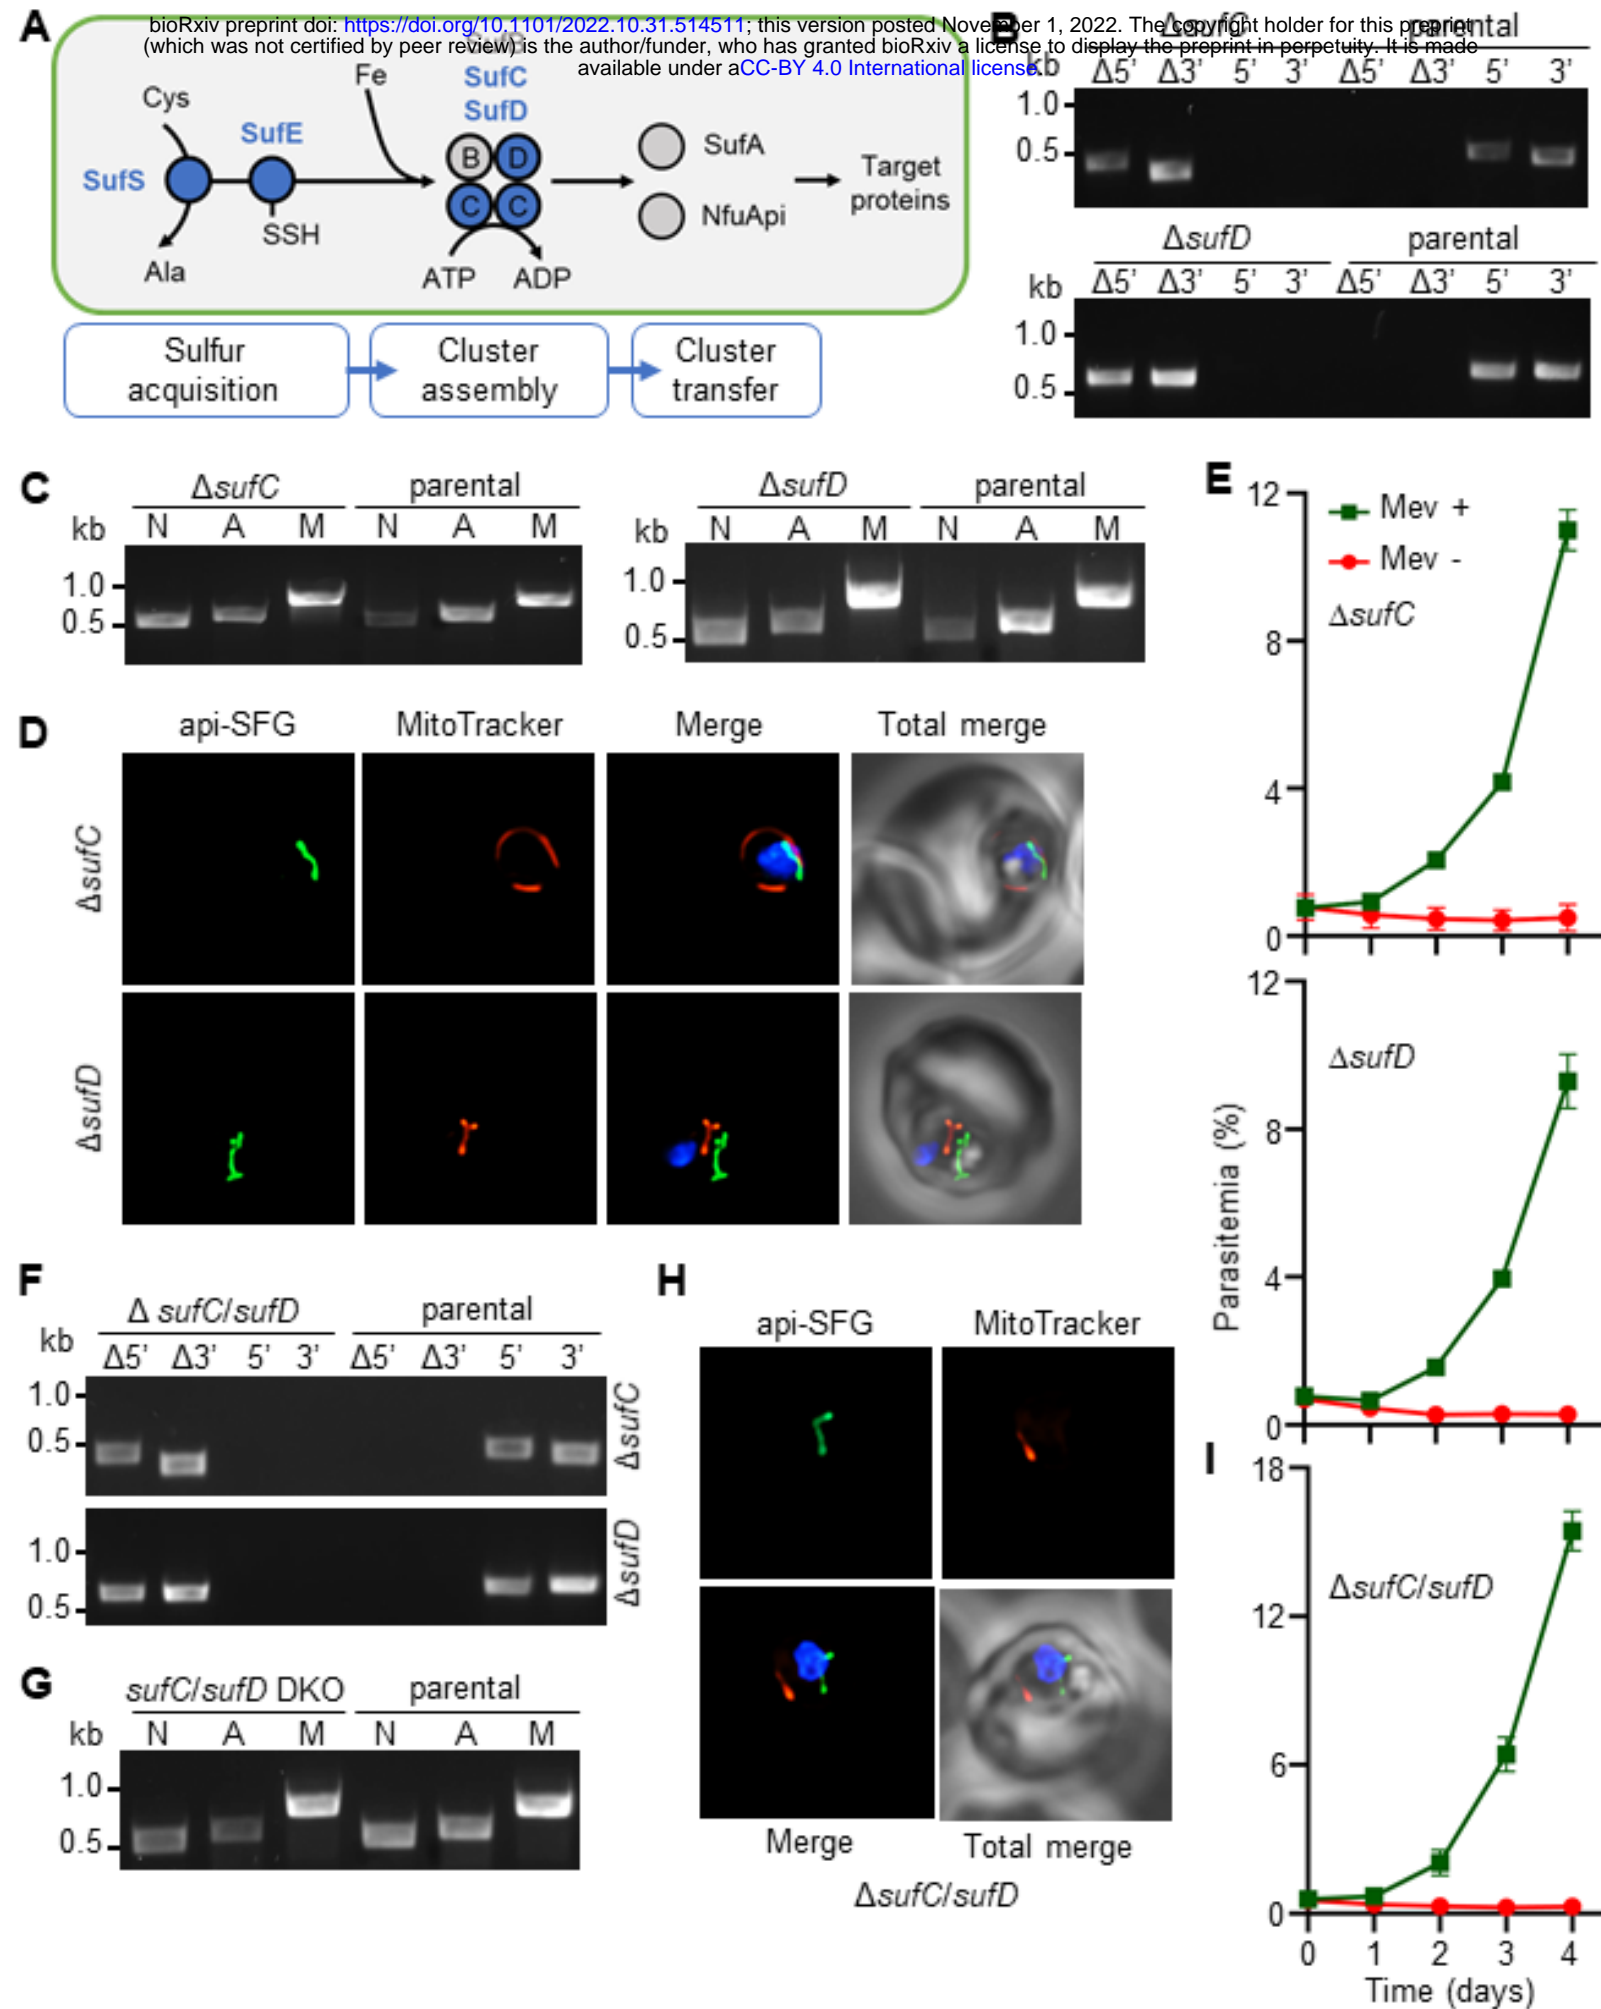 bioRxiv preprint doi: https://doi.org/10.1101/2022.10.31.514511; this version posted November 1, 2022. The copyright holder for this preprint
(which was not certified by peer review) is the author/funder, who has granted bioRxiv a license to display the preprint in perpetuity. It is made
available under aCC-BY 4.0 International license.
A
Cys
Fe
SufB
SufC
SufD
SufE
SufS
SSH
Ala
B D
C C
ATP ADP
SufA
NfuApi
Target
proteins
Sulfur
acquisition
Cluster
assembly
Cluster
transfer
B
ΔsufC parental
kb Δ5' Δ3' 5' 3' Δ5' Δ3' 5' 3'
1.0
0.5
ΔsufD parental
kb Δ5' Δ3' 5' 3' Δ5' Δ3' 5' 3'
1.0
0.5
C
ΔsufC parental
kb N A M N A M
1.0
0.5
ΔsufD parental
kb N A M N A M
1.0
0.5
D
api-SFG MitoTracker Merge Total merge
ΔsufC
ΔsufD
E
12
8
4
0
Mev +
Mev -
ΔsufC
12
8
4
0
ΔsufD
Parasitemia (%)
F
Δ sufC/sufD parental
kb Δ5' Δ3' 5' 3' Δ5' Δ3' 5' 3'
1.0
0.5
ΔsufC
1.0
0.5
ΔsufD
G
sufC/sufD DKO parental
kb N A M N A M
1.0
0.5
H
api-SFG MitoTracker
Merge Total merge
ΔsufC/sufD
I
18
12
6
0
ΔsufC/sufD
0 1 2 3 4
Time (days)